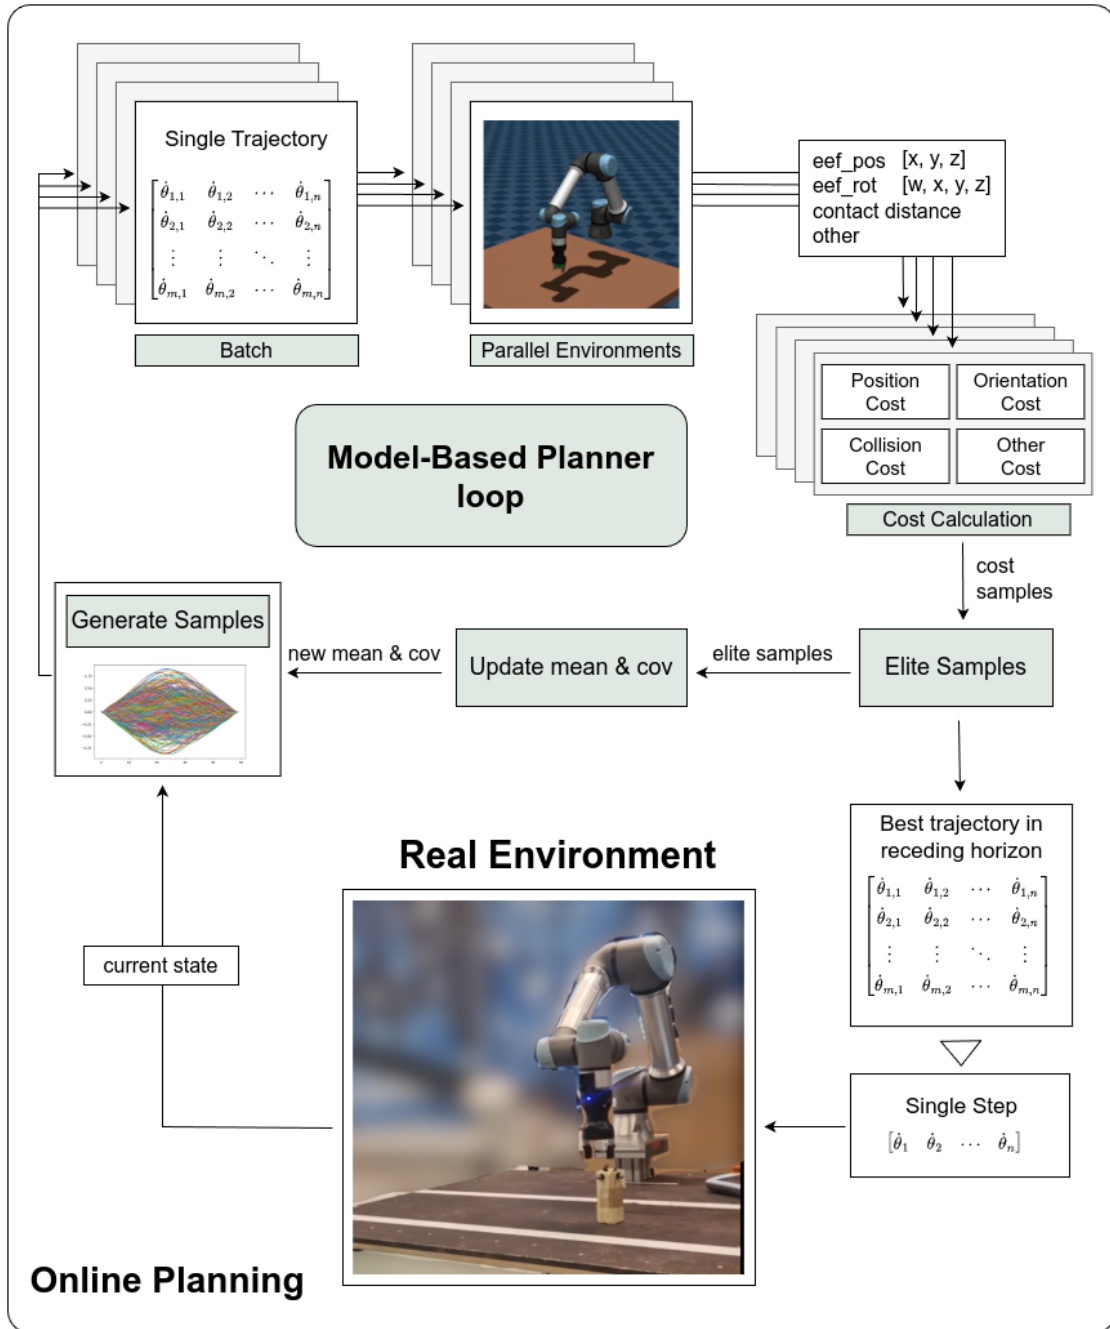 Single Trajectory
θ̇₁,₁ θ̇₁,₂ ⋯ θ̇₁,ₙ
θ̇₂,₁ θ̇₂,₂ ⋯ θ̇₂,ₙ
⋮ ⋮ ⋱ ⋮
θ̇ₘ,₁ θ̇ₘ,₂ ⋯ θ̇ₘ,ₙ
Batch
Parallel Environments
eef_pos [x, y, z]
eef_rot [w, x, y, z]
contact distance
other
Position
Cost
Orientation
Cost
Collision
Cost
Other
Cost
Cost Calculation
Model-Based Planner
loop
cost
samples
Generate Samples
new mean & cov
Update mean & cov
elite samples
Elite Samples
Best trajectory in
receding horizon
θ̇₁,₁ θ̇₁,₂ ⋯ θ̇₁,ₙ
θ̇₂,₁ θ̇₂,₂ ⋯ θ̇₂,ₙ
⋮ ⋮ ⋱ ⋮
θ̇ₘ,₁ θ̇ₘ,₂ ⋯ θ̇ₘ,ₙ
Real Environment
current state
Single Step
[θ̇₁ θ̇₂ ⋯ θ̇ₙ]
Online Planning